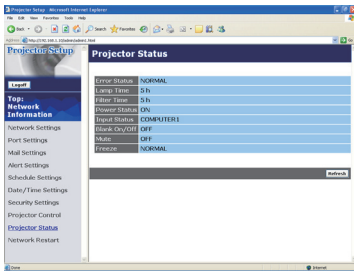 Projector Setup - Microsoft Internet Explorer
File Edit View Favorites Tools Help
Back Search Favorites
Address
Go
Projector Setup
Logoff
Top:
Network
Information
Network Settings
Port Settings
Mail Settings
Alert Settings
Schedule Settings
Date/Time Settings
Security Settings
Projector Control
Projector Status
Network Restart
Projector Status
Error Status NORMAL
Lamp Time 5 h
Filter Time 5 h
Power Status ON
Input Status COMPUTER1
Blank On/Off OFF
Mute OFF
Freeze NORMAL
Refresh
Done
Internet